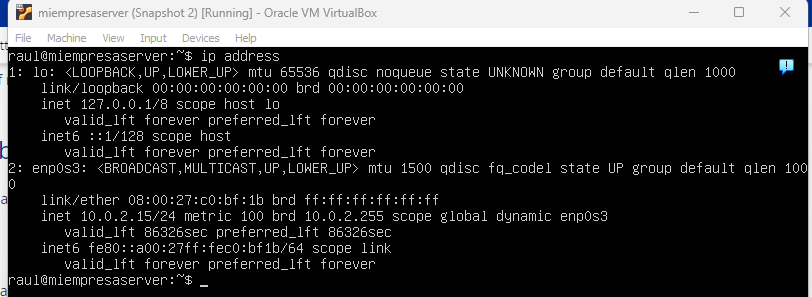 miempresaserver (Snapshot 2) [Running] - Oracle VM VirtualBox
File Machine View Input Devices Help
raul@miempresaserver:~$ ip address
1: lo: <LOOPBACK,UP,LOWER_UP> mtu 65536 qdisc noqueue state UNKNOWN group default qlen 1000
link/loopback 00:00:00:00:00:00 brd 00:00:00:00:00:00
inet 127.0.0.1/8 scope host lo
valid_lft forever preferred_lft forever
inet6 ::1/128 scope host
valid_lft forever preferred_lft forever
2: enp0s3: <BROADCAST,MULTICAST,UP,LOWER_UP> mtu 1500 qdisc fq_codel state UP group default qlen 100
0
link/ether 08:00:27:c0:bf:1b brd ff:ff:ff:ff:ff:ff
inet 10.0.2.15/24 metric 100 brd 10.0.2.255 scope global dynamic enp0s3
valid_lft 86326sec preferred_lft 86326sec
inet6 fe80::a00:27ff:fec0:bf1b/64 scope link
valid_lft forever preferred_lft forever
raul@miempresaserver:~$ _